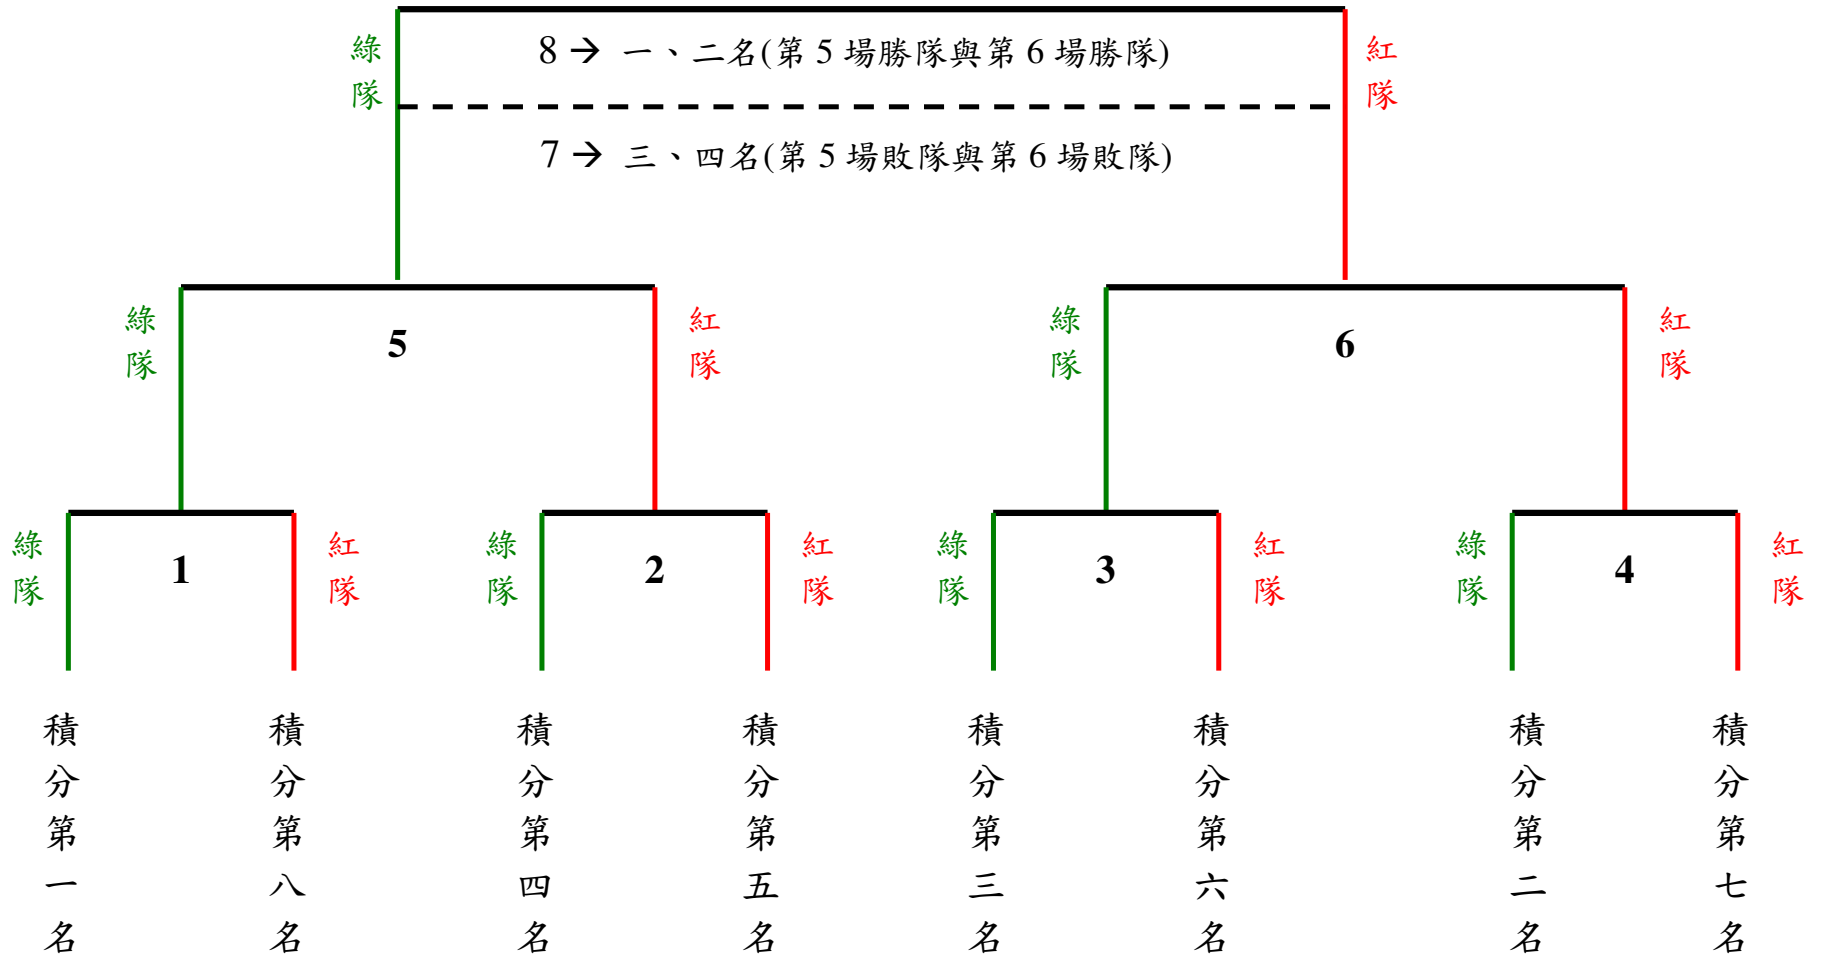 綠隊
8 → 一、二名(第 5 場勝隊與第 6 場勝隊)
紅隊
7 → 三、四名(第 5 場敗隊與第 6 場敗隊)
綠隊
5
紅隊
綠隊
6
紅隊
綠隊
1
紅隊
綠隊
2
紅隊
綠隊
3
紅隊
綠隊
4
紅隊
積分第一名
積分第八名
積分第四名
積分第五名
積分第三名
積分第六名
積分第二名
積分第七名